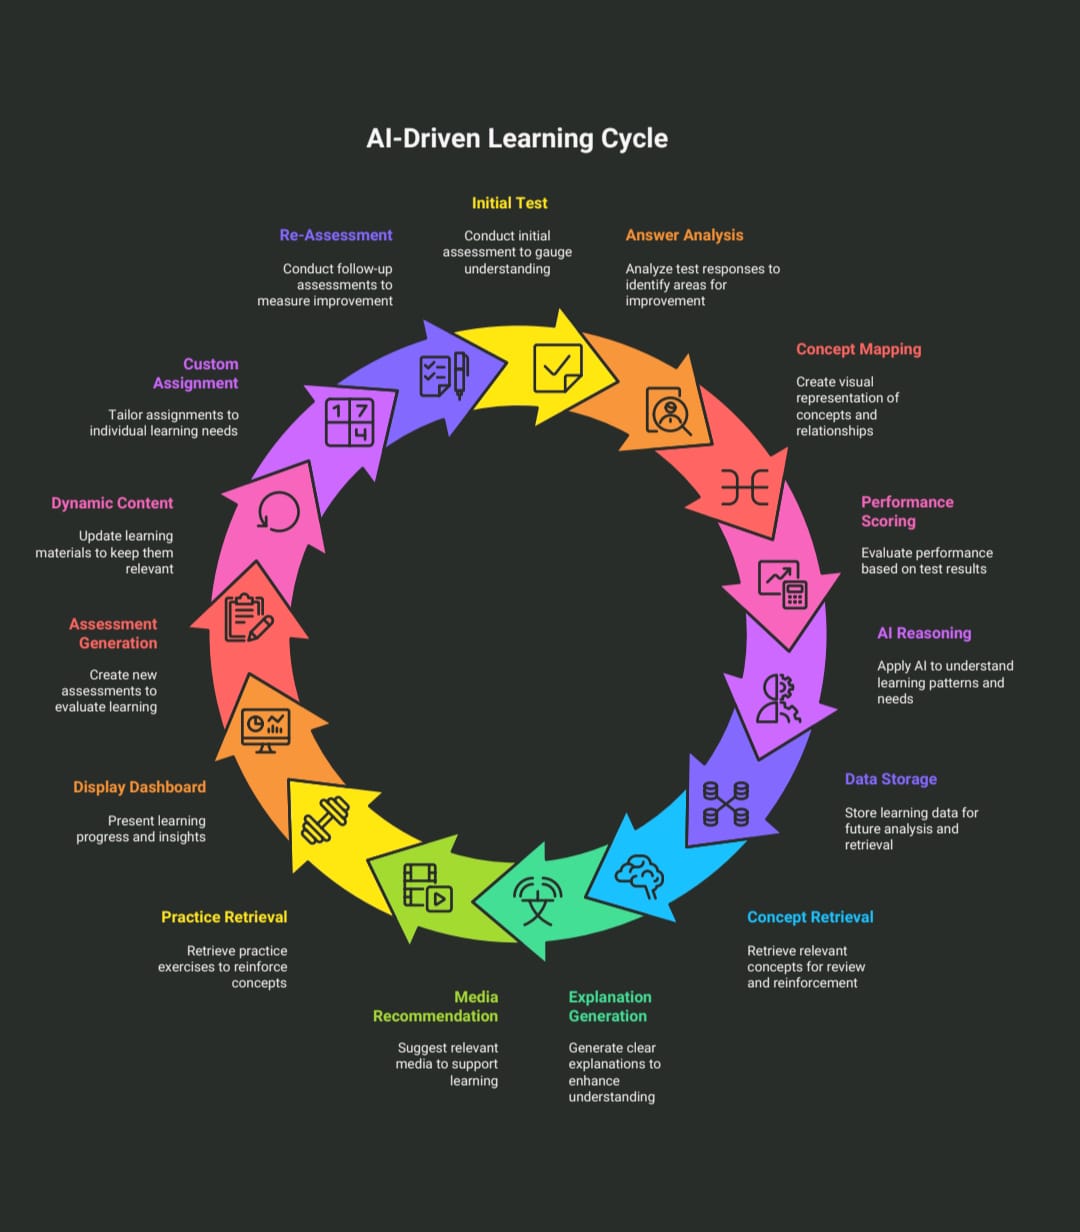 AI-Driven Learning Cycle
Initial Test
Conduct initial
assessment to gauge
understanding
Answer Analysis
Analyze test responses to
identify areas for
improvement
Concept Mapping
Create visual
representation of
concepts and
relationships
Performance
Scoring
Evaluate performance
based on test results
AI Reasoning
Apply AI to understand
learning patterns and
needs
Data Storage
Store learning data for
future analysis and
retrieval
Concept Retrieval
Retrieve relevant
concepts for review
and reinforcement
Explanation
Generation
Generate clear
explanations to
enhance
understanding
Media
Recommendation
Suggest relevant
media to support
learning
Practice Retrieval
Retrieve practice
exercises to reinforce
concepts
Display Dashboard
Present learning
progress and insights
Assessment
Generation
Create new
assessments to
evaluate learning
Dynamic Content
Update learning
materials to keep them
relevant
Custom
Assignment
Tailor assignments to
individual learning needs
1 7
4
Re-Assessment
Conduct follow-up
assessments to
measure improvement